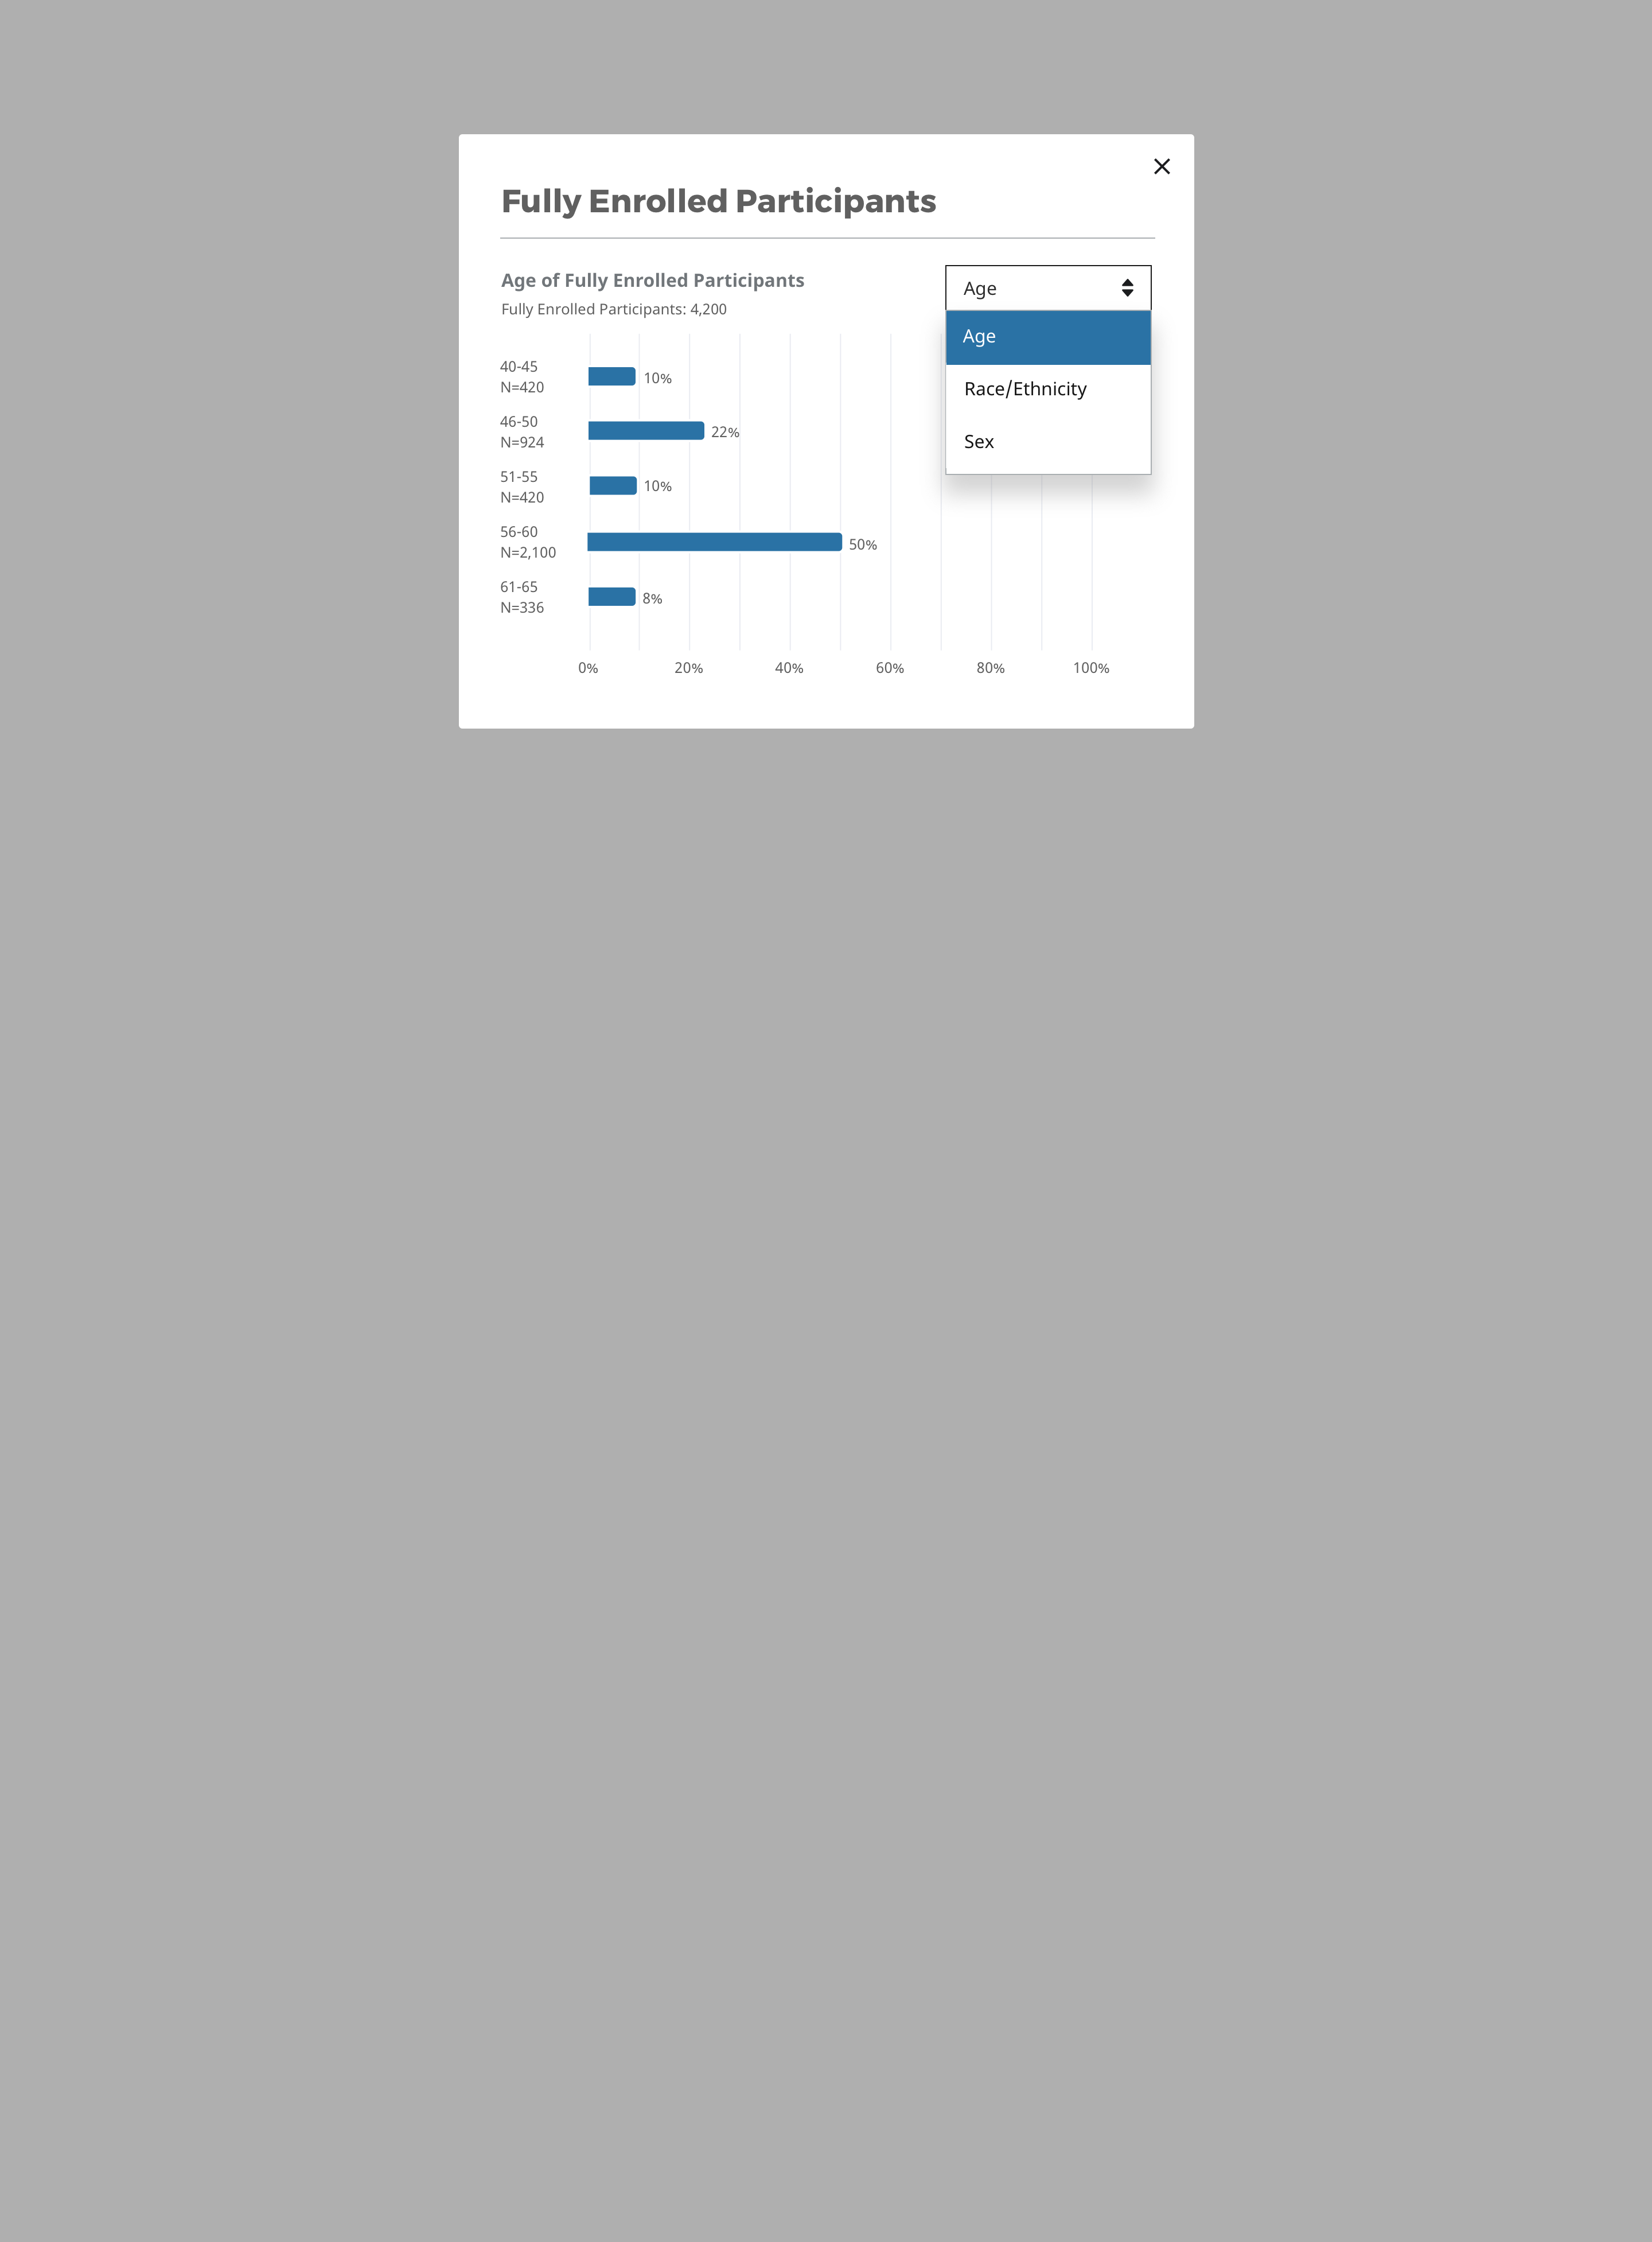 Fully Enrolled Participants
Age of Fully Enrolled Participants
Fully Enrolled Participants: 4,200
Age
Age
Race/Ethnicity
Sex
40-45
N=420
10%
46-50
N=924
22%
51-55
N=420
10%
56-60
N=2,100
50%
61-65
N=336
8%
0% 20% 40% 60% 80% 100%